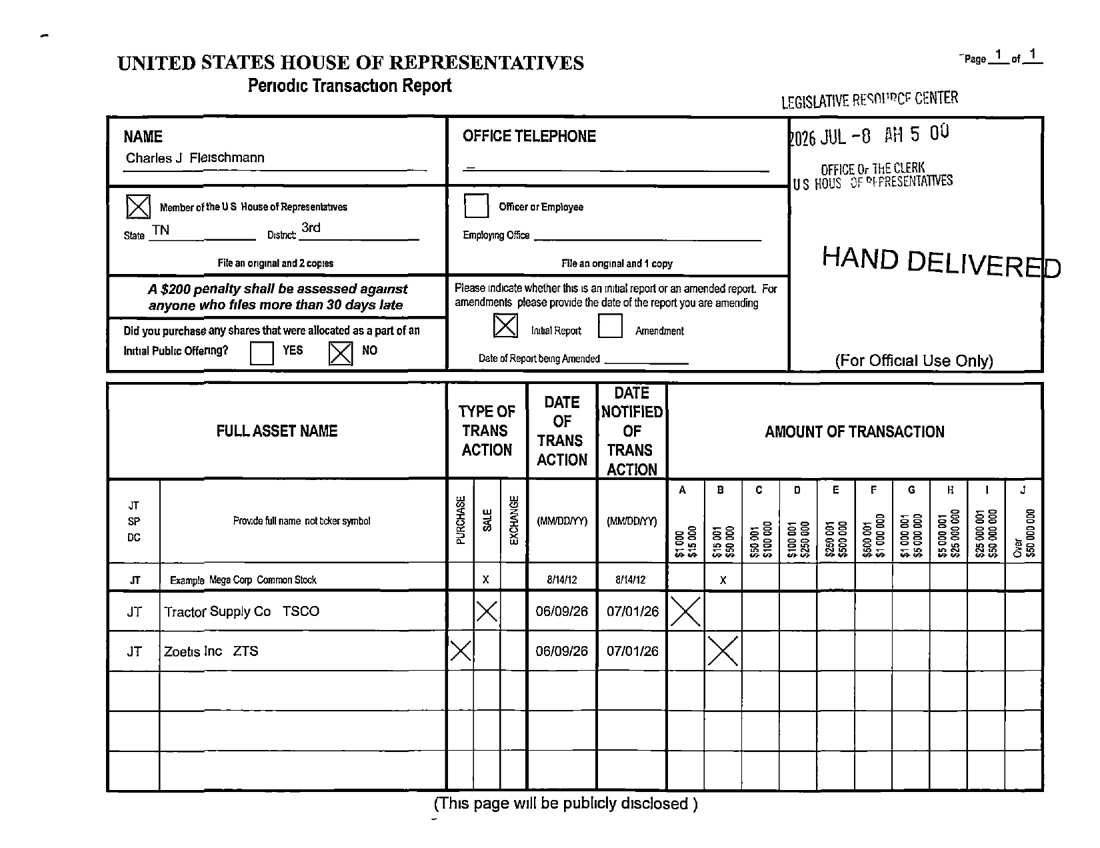 UNITED STATES HOUSE OF REPRESENTATIVES
Periodic Transaction Report
Page 1 of 1
LEGISLATIVE RESOURCE CENTER
2026 JUL -8 AM 5 00
OFFICE OF THE CLERK
U S HOUSE OF REPRESENTATIVES
HAND DELIVERED
(For Official Use Only)
NAME
Charles J Fleischmann
OFFICE TELEPHONE
Member of the U S House of Representatives
State TN District: 3rd
File an original and 2 copies
Officer or Employee
Employing Office
File an original and 1 copy
A $200 penalty shall be assessed against
anyone who files more than 30 days late
Please indicate whether this is an initial report or an amended report. For
amendments please provide the date of the report you are amending
Initial Report Amendment
Date of Report being Amended
Did you purchase any shares that were allocated as a part of an
Initial Public Offering? YES NO
FULL ASSET NAME
TYPE OF
TRANS
ACTION
DATE
OF
TRANS
ACTION
DATE
NOTIFIED
OF
TRANS
ACTION
AMOUNT OF TRANSACTION
JT
SP
DC
Provide full name not ticker symbol
PURCHASE
SALE
EXCHANGE
(MM/DD/YY)
(MM/DD/YY)
A
$1 000
$15 000
B
$15 001
$50 000
C
$50 001
$100 000
D
$100 001
$250 000
E
$250 001
$500 000
F
$500 001
$1 000 000
G
$1 000 001
$5 000 000
H
$5 000 001
$25 000 000
I
$25 000 001
$50 000 000
J
Over
$50 000 000
JT Example Mega Corp Common Stock X 8/14/12 8/14/12 X
JT Tractor Supply Co TSCO X 06/09/26 07/01/26 X
JT Zoetis Inc ZTS X 06/09/26 07/01/26 X
(This page will be publicly disclosed )